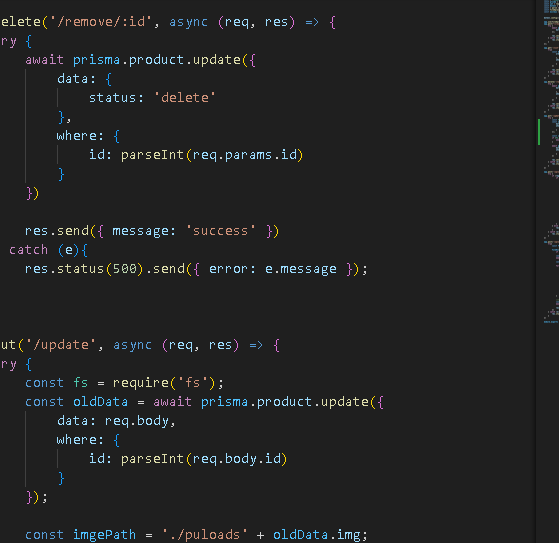 elete('/remove/:id', async (req, res) => {
ry {
await prisma.product.update({
data: {
status: 'delete'
},
where: {
id: parseInt(req.params.id)
}
})
res.send({ message: 'success' })
catch (e){
res.status(500).send({ error: e.message });
ut('/update', async (req, res) => {
ry {
const fs = require('fs');
const oldData = await prisma.product.update({
data: req.body,
where: {
id: parseInt(req.body.id)
}
});
const imgePath = './puloads' + oldData.img;